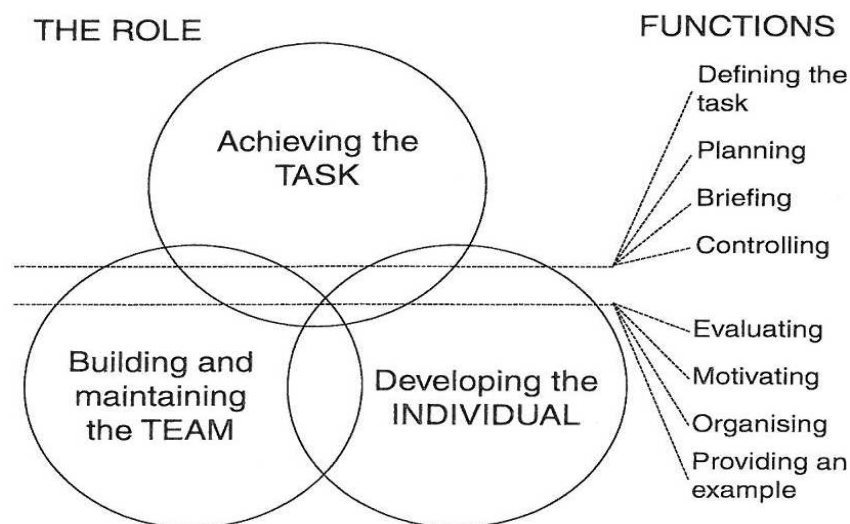 THE ROLE
FUNCTIONS
Achieving the
TASK
Building and
maintaining
the TEAM
Developing the
INDIVIDUAL
Defining the
task
Planning
Briefing
Controlling
Evaluating
Motivating
Organising
Providing an
example